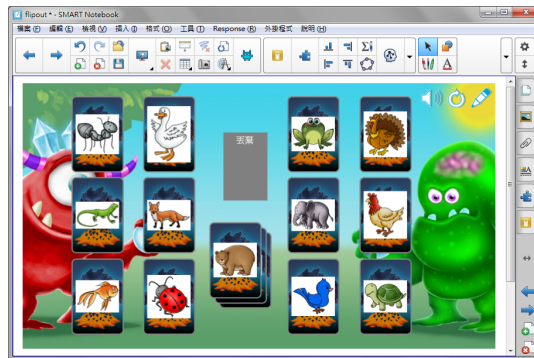 flipout * - SMART Notebook
檔案 (F) 編輯 (E) 檢視 (V) 插入 (I) 格式 (O) 工具 (T) Response (R) 外掛程式 說明 (H)
丟棄